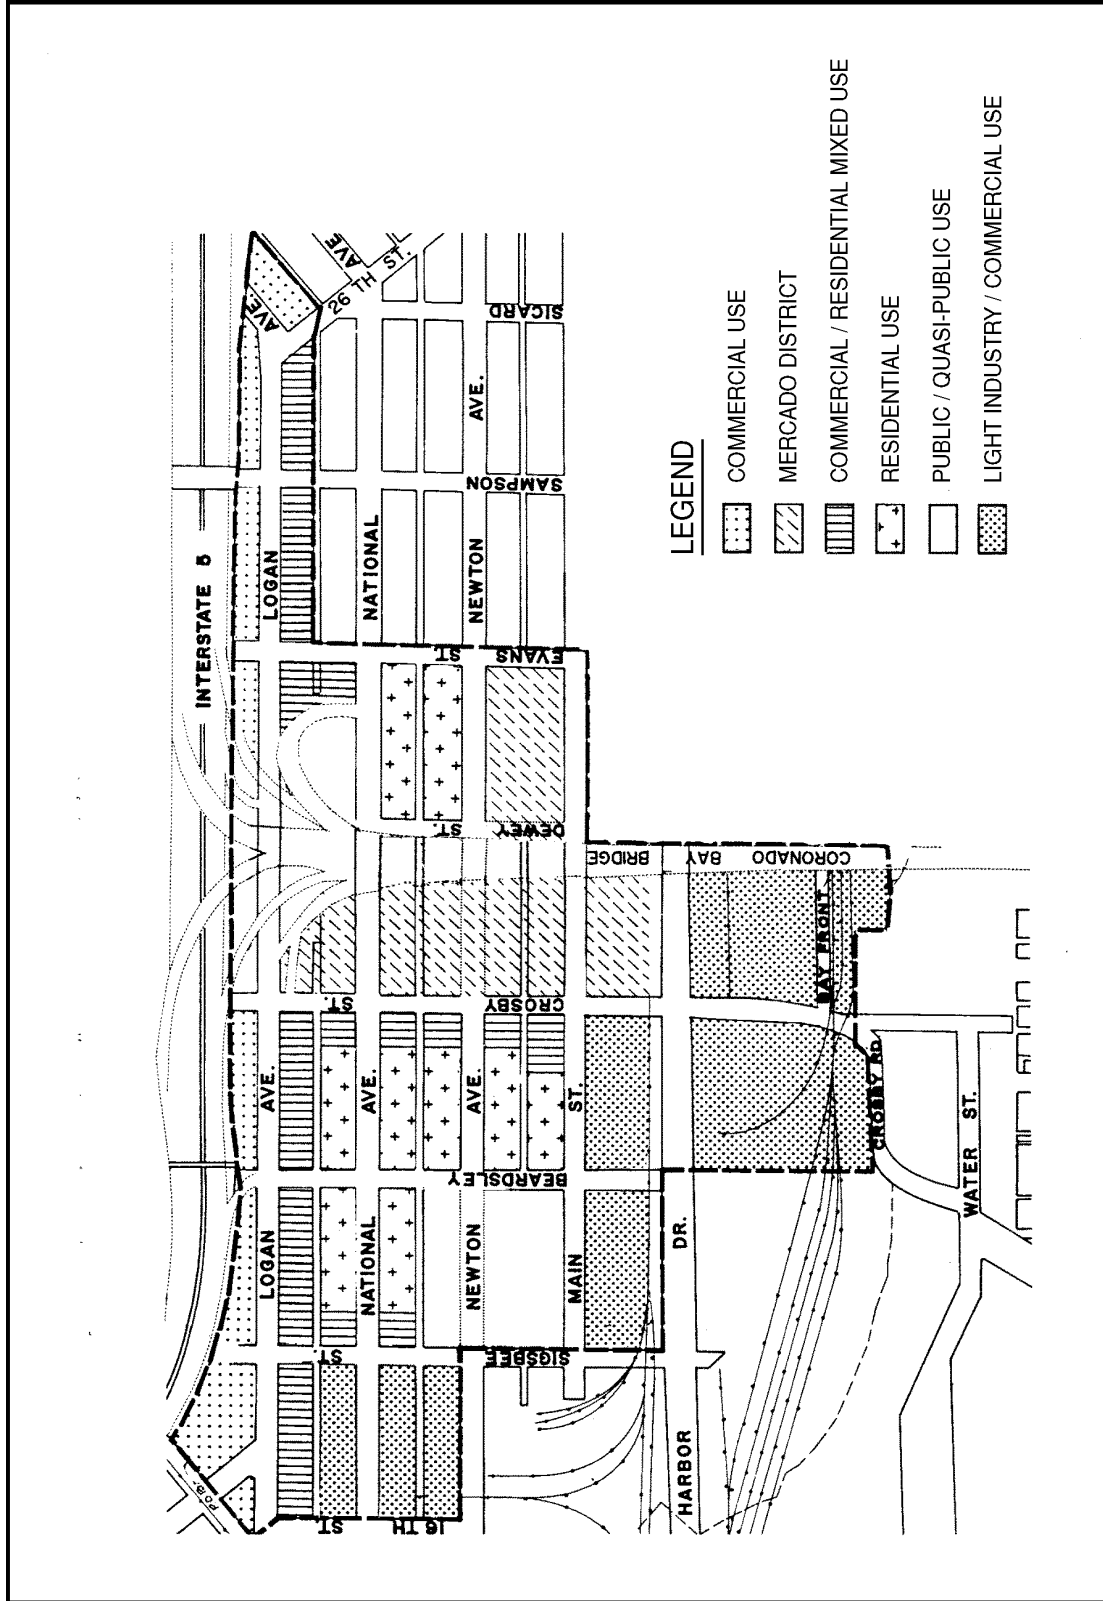 INTERSTATE 5
LOGAN
AVE.
LOGAN
AVE.
NATIONAL
AVE.
NATIONAL
AVE.
26 TH ST.
NEWTON
AVE.
NEWTON
AVE.
MAIN
ST.
HARBOR
DR.
BAY FRONT
CROSBY RD
WATER ST.
16TH
ST.
SIGSBEE
ST.
BEARDSLEY
CROSBY
ST.
DEWEY
ST.
EVANS
ST.
SAMPSON
SICARD
CORONADO
BAY
BRIDGE
LEGEND
COMMERCIAL USE
MERCADO DISTRICT
COMMERCIAL / RESIDENTIAL MIXED USE
RESIDENTIAL USE
PUBLIC / QUASI-PUBLIC USE
LIGHT INDUSTRY / COMMERCIAL USE